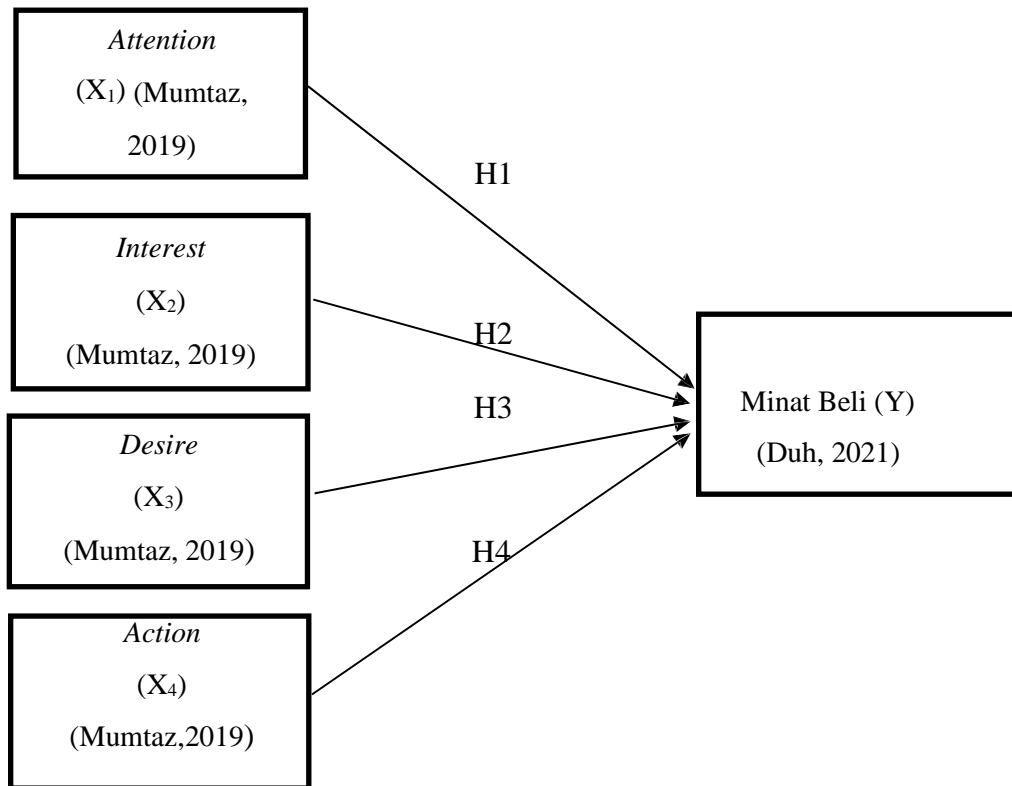 Attention
(X₁) (Mumtaz,
2019)
H1
Interest
(X₂)
(Mumtaz, 2019)
H2
Desire
(X₃)
(Mumtaz, 2019)
H3
Action
(X₄)
(Mumtaz,2019)
H4
Minat Beli (Y)
(Duh, 2021)